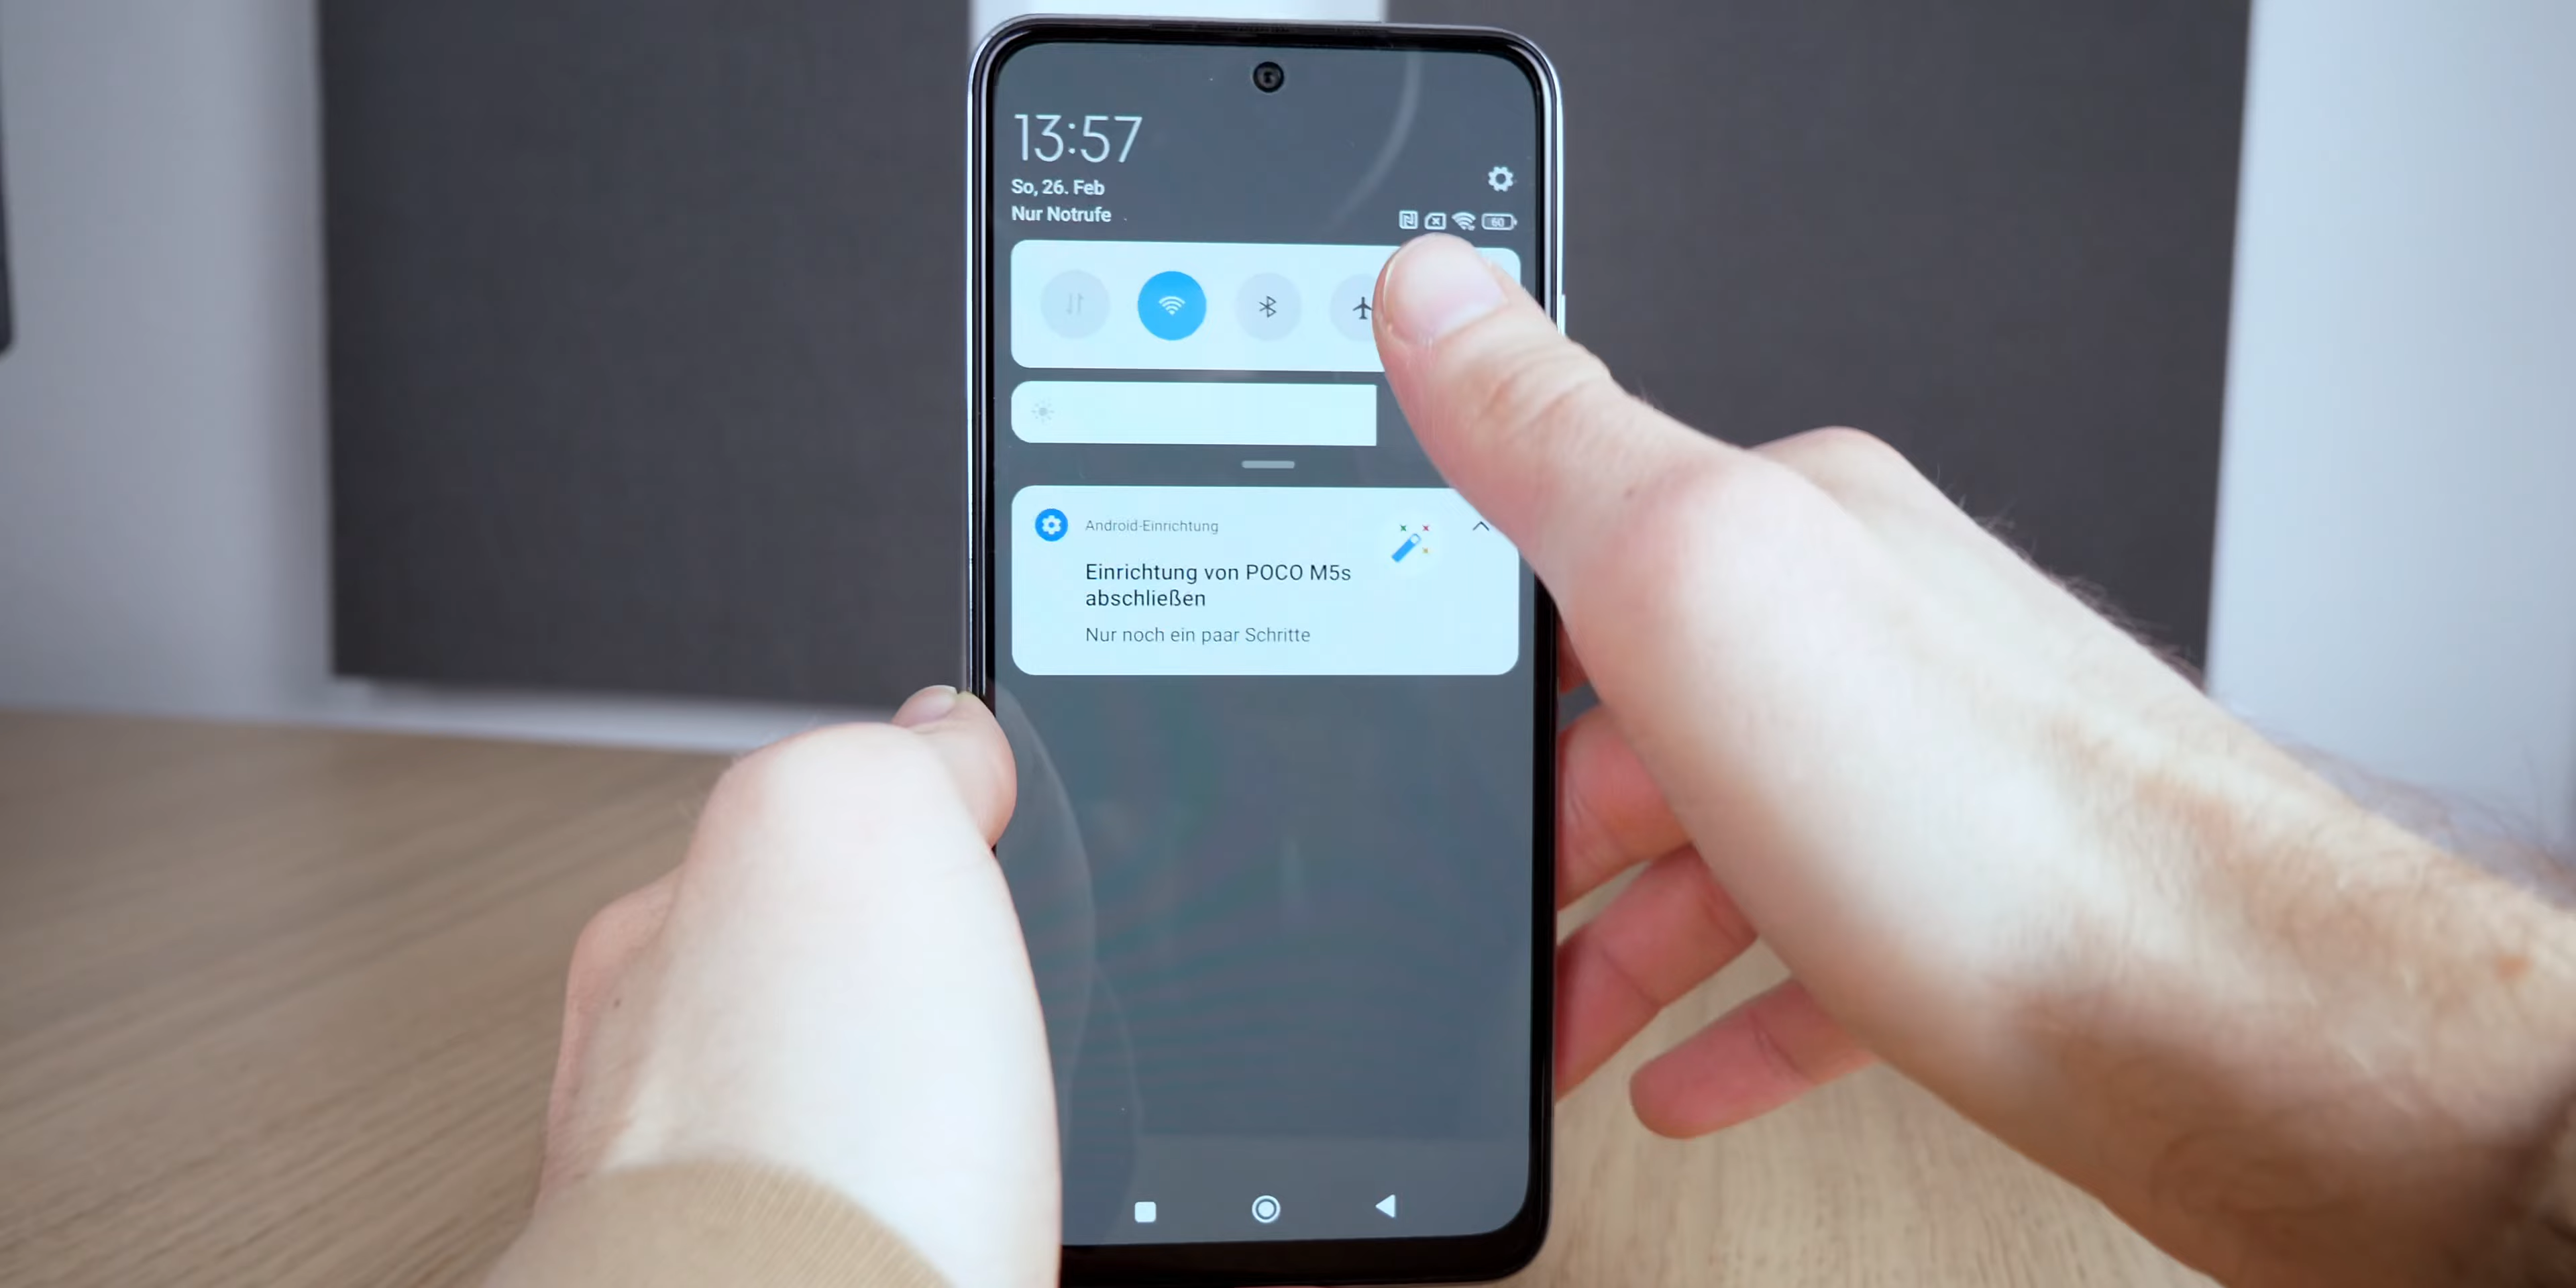 13:57
So, 26. Feb
Nur Notrufe
60
Android-Einrichtung
Einrichtung von POCO M5s
abschließen
Nur noch ein paar Schritte